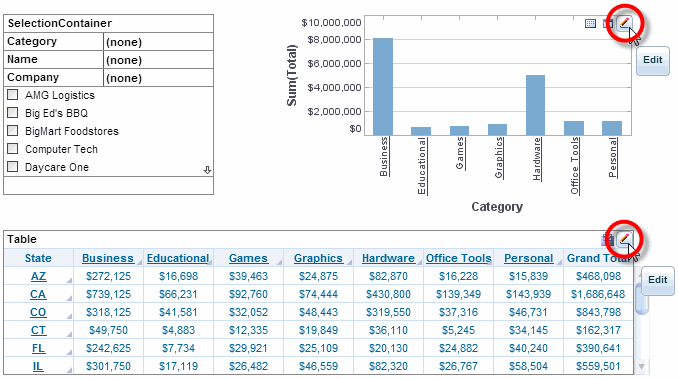 SelectionContainer
Category (none)
Name (none)
Company (none)
AMG Logistics
Big Ed's BBQ
BigMart Foodstores
Computer Tech
Daycare One
$10,000,000
$8,000,000
$6,000,000
$4,000,000
$2,000,000
$0
Sum(Total)
Business
Educational
Games
Graphics
Hardware
Office Tools
Personal
Category
Edit
Table
State Business Educational Games Graphics Hardware Office Tools Personal Grand Total
AZ $272,125 $16,698 $39,463 $24,875 $82,870 $16,228 $15,839 $468,098
CA $739,125 $66,231 $92,760 $74,444 $430,800 $139,349 $143,939 $1,686,648
CO $318,125 $41,581 $32,052 $48,443 $319,550 $37,316 $46,731 $843,798
CT $49,750 $4,883 $12,335 $19,849 $36,110 $5,245 $34,145 $162,317
FL $242,625 $7,734 $29,921 $25,109 $20,130 $24,882 $40,240 $390,641
IL $301,750 $17,119 $26,482 $46,559 $82,320 $26,767 $58,504 $559,501
Edit